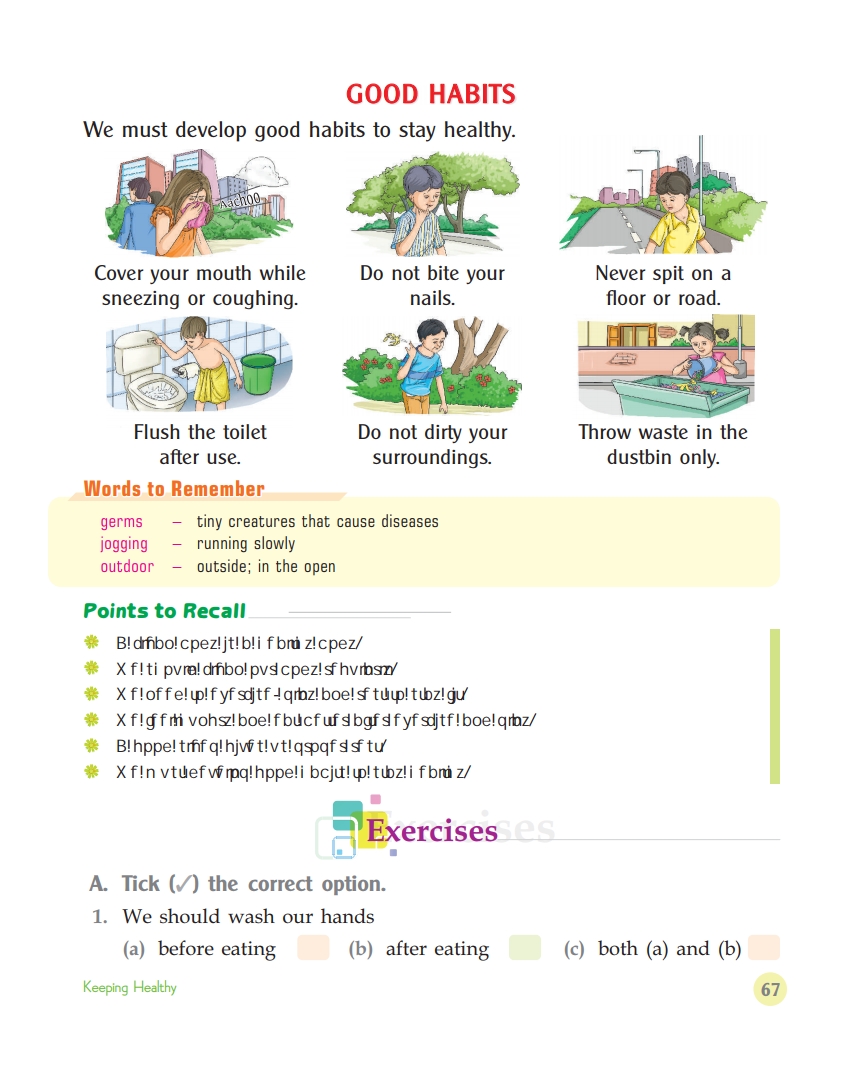 GOOD HABITS
We must develop good habits to stay healthy.
Aachoo
Cover your mouth while
sneezing or coughing.
Do not bite your
nails.
Never spit on a
floor or road.
Flush the toilet
after use.
Do not dirty your
surroundings.
Throw waste in the
dustbin only.
Words to Remember
germs – tiny creatures that cause diseases
jogging – running slowly
outdoor – outside; in the open
Points to Recall
B!dmfbo!cpez!jt!b!ifbmuiz!cpez/
Xf!tipvme!dmfbo!pvs!cpez!sfhvmbsmz/
Xf!offe!up!fyfsdjtf-!qmbz!boe!sftu!up!tubz!gju/
Xf!gffm!ivohsz!boe!fbu!cfuufs!bgufs!fyfsdjtf!boe!qmbz/
B!hppe!tmffq!hjwft!vt!qspqfs!sftu/
Xf!nvtu!efwfmpq!hppe!ibcjut!up!tubz!ifbmuiz/
Exercises
A. Tick (✓) the correct option.
1. We should wash our hands
(a) before eating (b) after eating (c) both (a) and (b)
Keeping Healthy 67